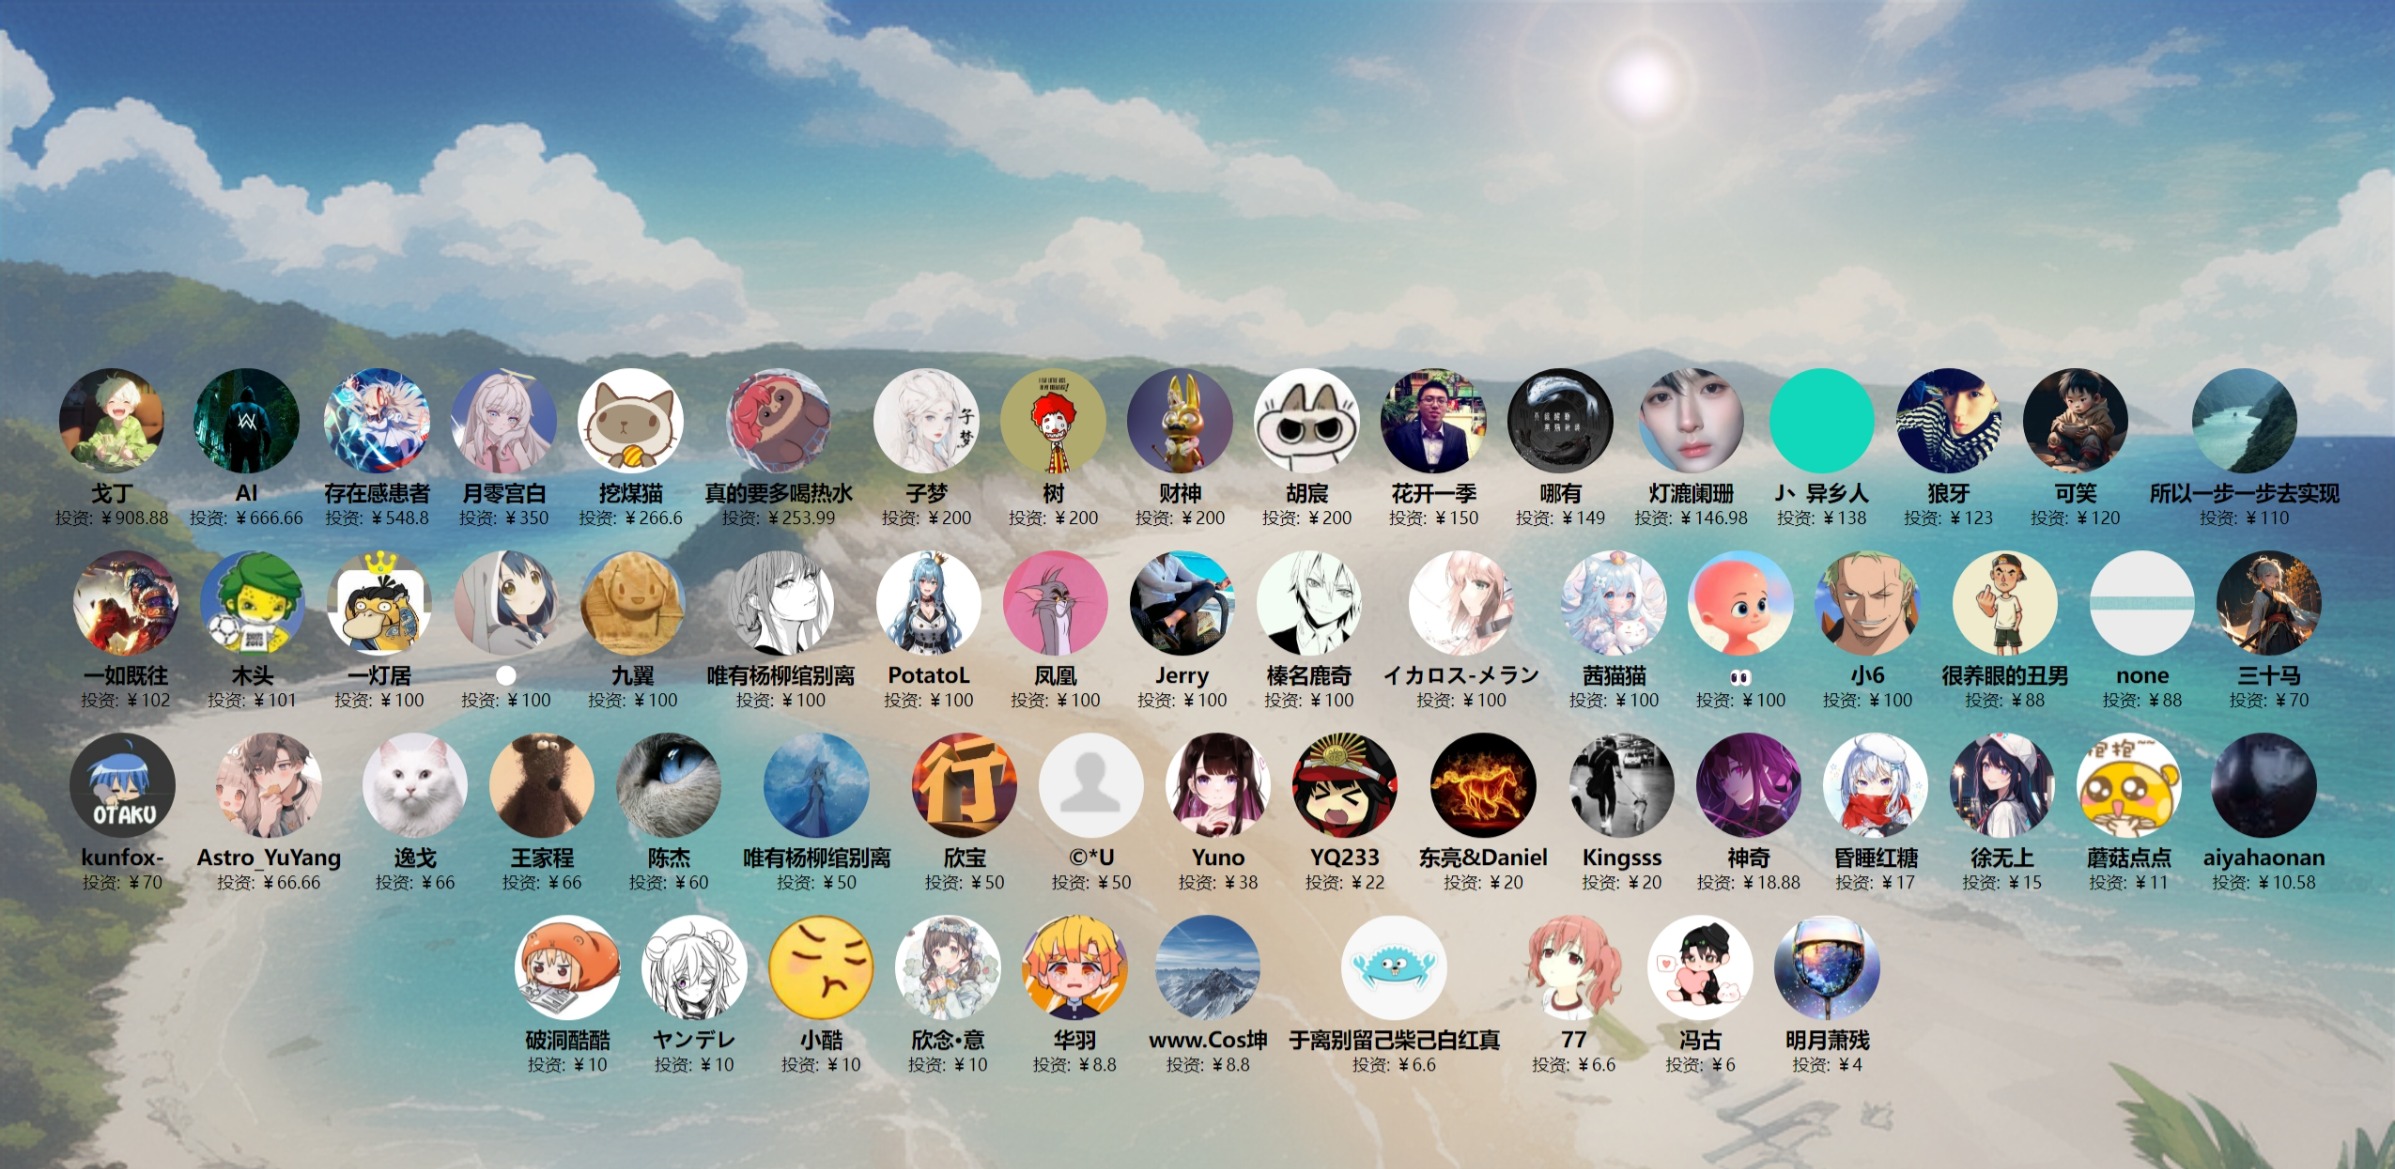 戈丁 AI 存在感患者 月零宫白 挖煤猫 真的要多喝热水 子梦 树 财神 胡宸 花开一季 哪有 灯漉阑珊 J丶异乡人 狼牙 可笑 所以一步一步去实现
投资: ¥908.88 投资: ¥666.66 投资: ¥548.8 投资: ¥350 投资: ¥266.6 投资: ¥253.99 投资: ¥200 投资: ¥200 投资: ¥200 投资: ¥200 投资: ¥150 投资: ¥149 投资: ¥146.98 投资: ¥138 投资: ¥123 投资: ¥120 投资: ¥110
子梦
一如既往 木头 一灯居 九翼 唯有杨柳绾别离 PotatoL 凤凰 Jerry 榛名鹿奇 イカロス-メラン 茜猫猫 👀 小6 很养眼的丑男 none 三十马
投资: ¥102 投资: ¥101 投资: ¥100 投资: ¥100 投资: ¥100 投资: ¥100 投资: ¥100 投资: ¥100 投资: ¥100 投资: ¥100 投资: ¥100 投资: ¥100 投资: ¥100 投资: ¥100 投资: ¥88 投资: ¥88 投资: ¥70
OTAKU
行
抱抱~~
kunfox- Astro_YuYang 逸戈 王家程 陈杰 唯有杨柳绾别离 欣宝 ©*U Yuno YQ233 东亮&Daniel Kingsss 神奇 昏睡红糖 徐无上 蘑菇点点 aiyahaonan
投资: ¥70 投资: ¥66.66 投资: ¥66 投资: ¥66 投资: ¥60 投资: ¥50 投资: ¥50 投资: ¥50 投资: ¥38 投资: ¥22 投资: ¥20 投资: ¥20 投资: ¥18.88 投资: ¥17 投资: ¥15 投资: ¥11 投资: ¥10.58
破洞酷酷 ヤンデレ 小酷 欣念•意 华羽 www.Cos坤 于离别留己柴己白红真 77 冯古 明月萧残
投资: ¥10 投资: ¥10 投资: ¥10 投资: ¥10 投资: ¥8.8 投资: ¥8.8 投资: ¥6.6 投资: ¥6.6 投资: ¥6 投资: ¥4